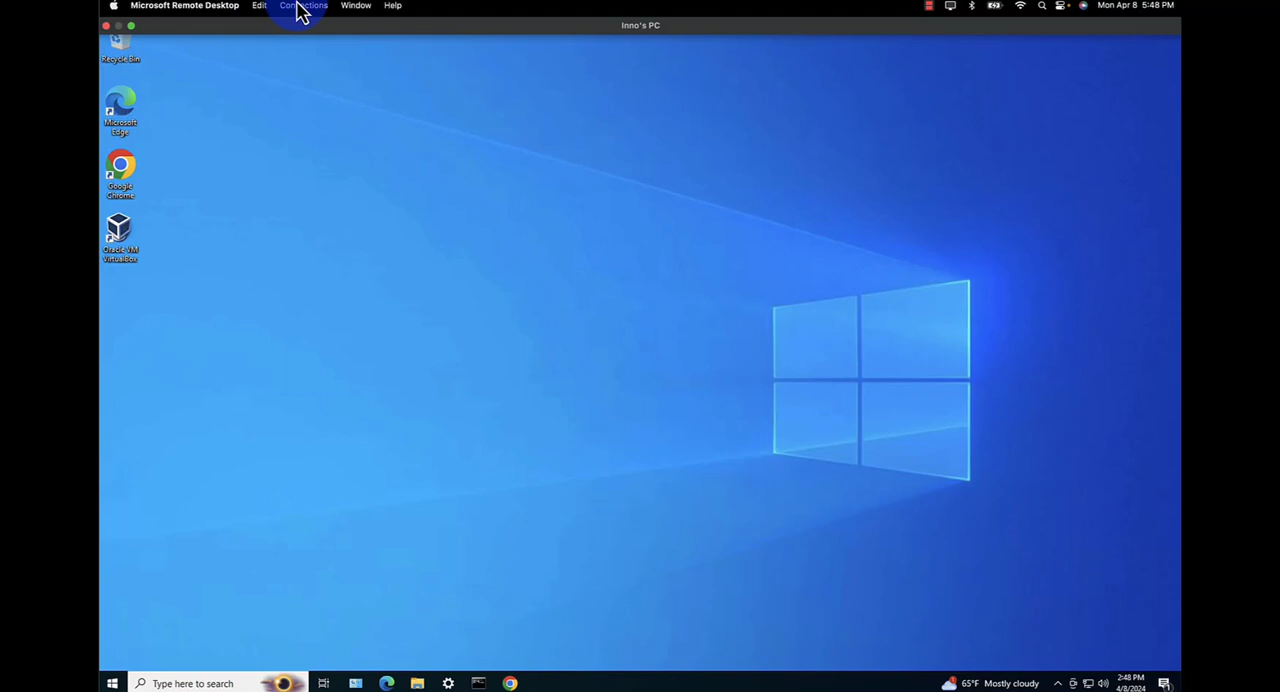 Microsoft Remote Desktop Edit Connections Window Help Mon Apr 8 5:48 PM
Inno's PC
Recycle Bin
Microsoft
Edge
Google
Chrome
Oracle VM
VirtualBox
Type here to search
65°F Mostly cloudy
2:48 PM
4/8/2024